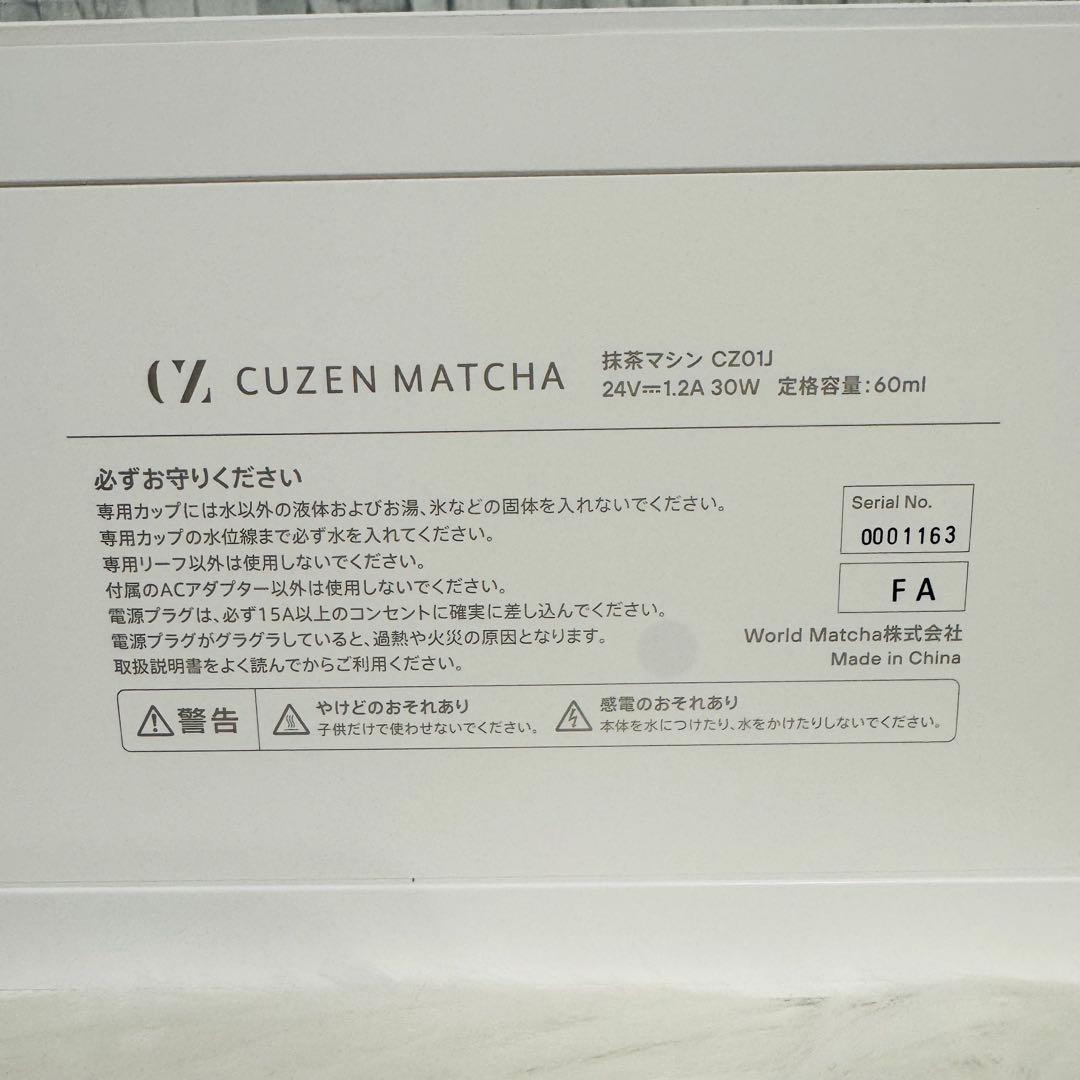 CZ CUZEN MATCHA
抹茶マシン CZ01J
24V⎓1.2A 30W 定格容量:60ml
必ずお守りください
専用カップには水以外の液体およびお湯、氷などの固体を入れないでください。
専用カップの水位線まで必ず水を入れてください。
専用リーフ以外は使用しないでください。
付属のACアダプター以外は使用しないでください。
電源プラグは、必ず15A以上のコンセントに確実に差し込んでください。
電源プラグがグラグラしていると、過熱や火災の原因となります。
取扱説明書をよく読んでからご利用ください。
Serial No.
0001163
FA
World Matcha株式会社
Made in China
警告
やけどのおそれあり
子供だけで使わせないでください。
感電のおそれあり
本体を水につけたり、水をかけたりしないでください。